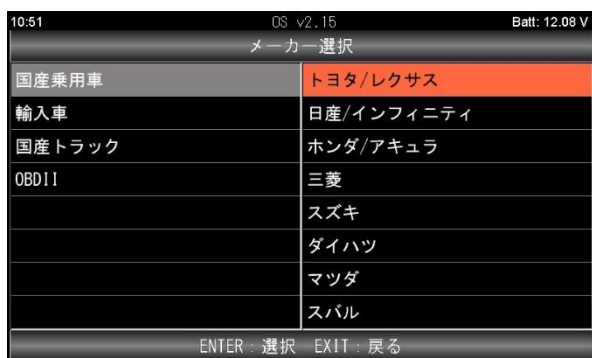 10:51 OS v2.15 Batt: 12.08 V
メーカー選択
国産乗用車 トヨタ/レクサス
輸入車 日産/インフィニティ
国産トラック ホンダ/アキュラ
OBDII 三菱
スズキ
ダイハツ
マツダ
スバル
ENTER：選択 EXIT：戻る